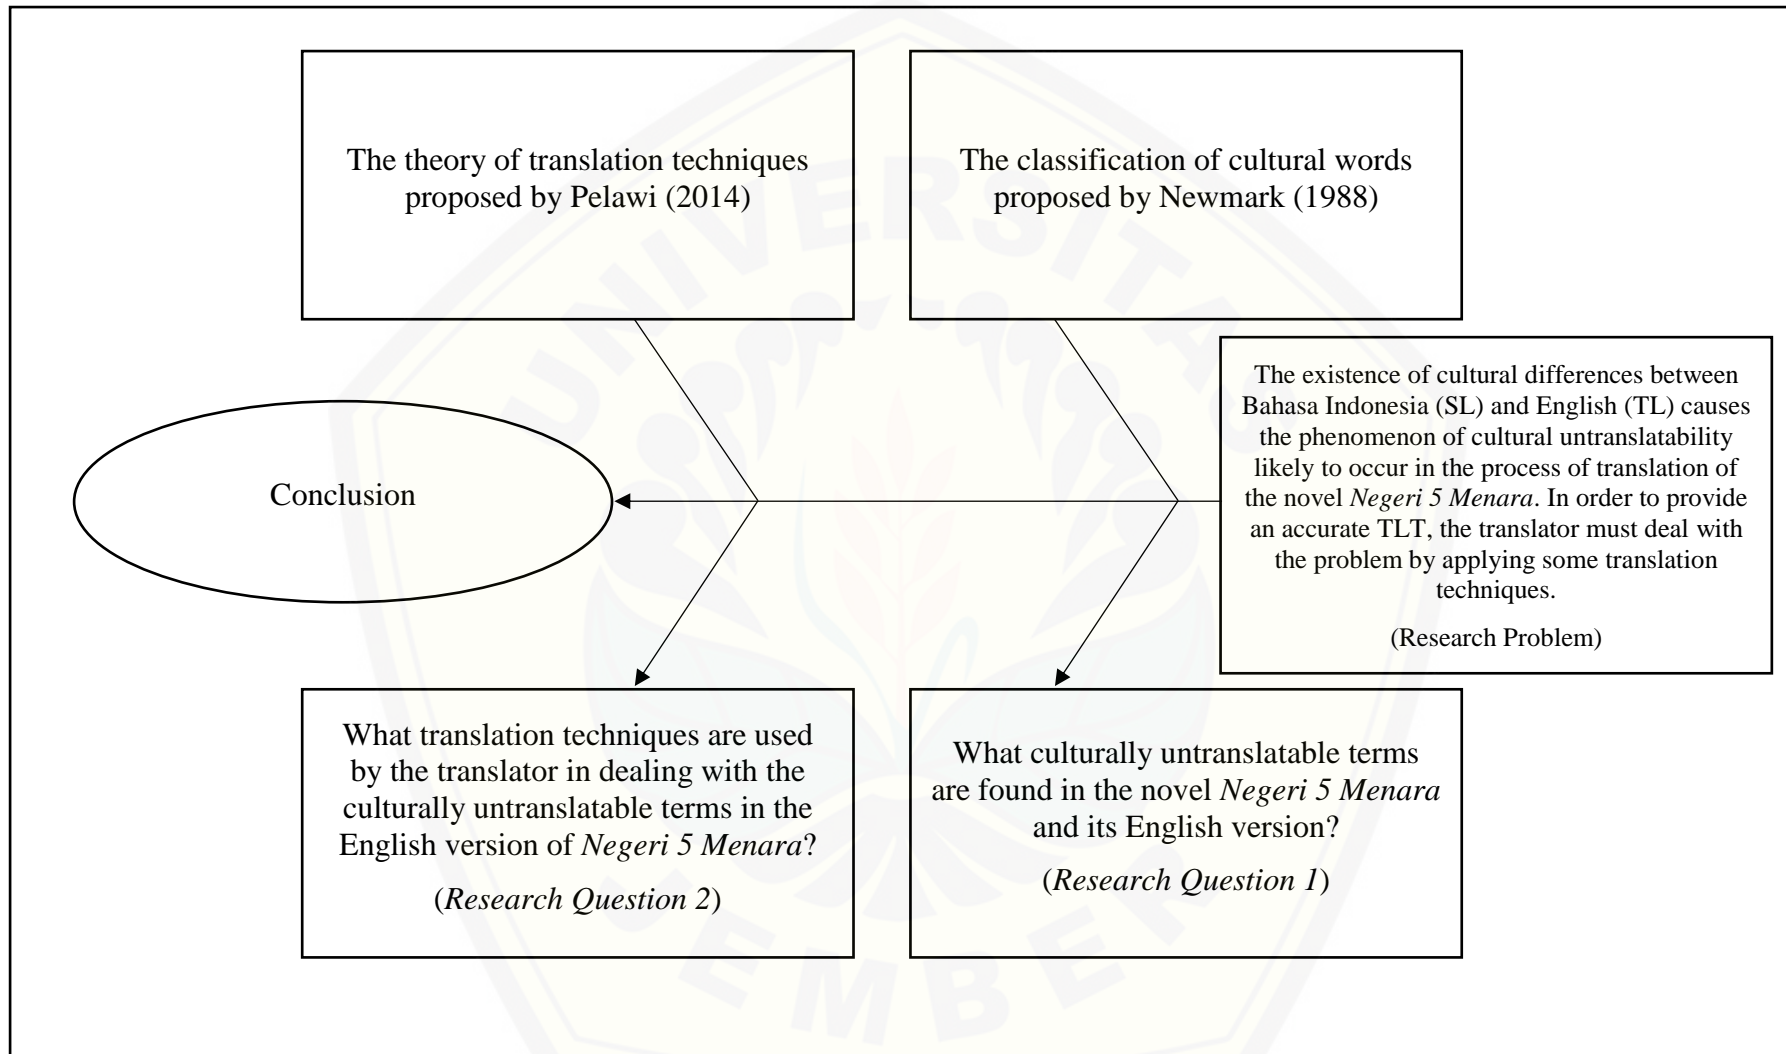 The theory of translation techniques
proposed by Pelawi (2014)
The classification of cultural words
proposed by Newmark (1988)
The existence of cultural differences between
Bahasa Indonesia (SL) and English (TL) causes
the phenomenon of cultural untranslatability
likely to occur in the process of translation of
the novel Negeri 5 Menara. In order to provide
an accurate TLT, the translator must deal with
the problem by applying some translation
techniques.
(Research Problem)
Conclusion
What translation techniques are used
by the translator in dealing with the
culturally untranslatable terms in the
English version of Negeri 5 Menara?
(Research Question 2)
What culturally untranslatable terms
are found in the novel Negeri 5 Menara
and its English version?
(Research Question 1)
UNIVERSITAS
JEMBER